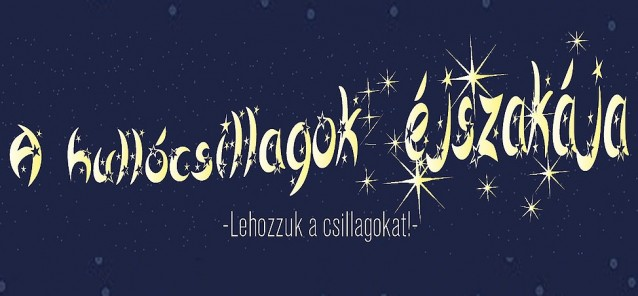 A hullócsillagok éjszakája
-Lehozzuk a csillagokat!-